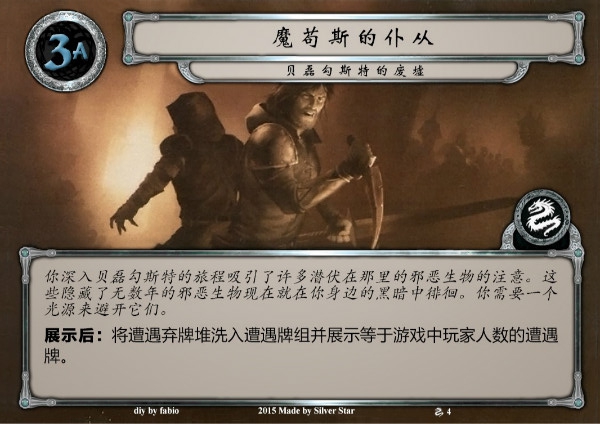 3A
魔苟斯的仆从
贝磊勾斯特的废墟
你深入贝磊勾斯特的旅程吸引了许多潜伏在那里的邪恶生物的注意。这
些隐藏了无数年的邪恶生物现在就在你身边的黑暗中徘徊。你需要一个
光源来避开它们。
展示后：将遭遇弃牌堆洗入遭遇牌组并展示等于游戏中玩家人数的遭遇
牌。
diy by fabio 2015 Made by Silver Star 4